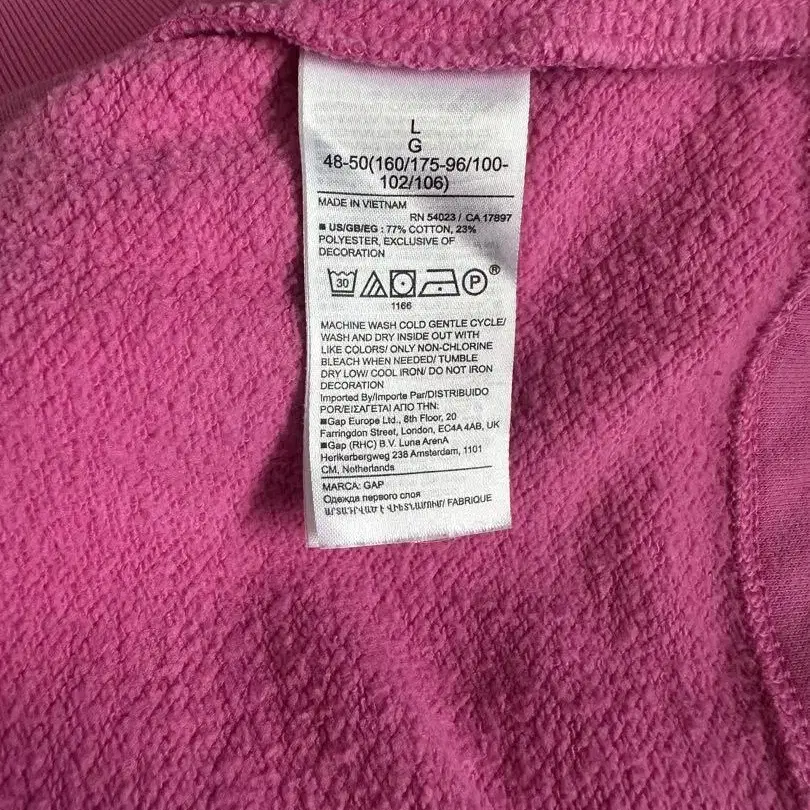 L
G
48-50(160/175-96/100-
102/106)
MADE IN VIETNAM
RN 54023 / CA 17897
■ US/GB/EG : 77% COTTON, 23%
POLYESTER, EXCLUSIVE OF
DECORATION
30 P ®
1166
MACHINE WASH COLD GENTLE CYCLE/
WASH AND DRY INSIDE OUT WITH
LIKE COLORS/ ONLY NON-CHLORINE
BLEACH WHEN NEEDED/ TUMBLE
DRY LOW/ COOL IRON/ DO NOT IRON
DECORATION
Imported By/Importe Par/DISTRIBUIDO
POR/ΕΙΣΑΓΕΤΑΙ ΑΠΟ ΤΗΝ:
■Gap Europe Ltd., 8th Floor, 20
Farringdon Street, London, EC4A 4AB, UK
■Gap (RHC) B.V. Luna ArenA
Herikerbergweg 238 Amsterdam, 1101
CM, Netherlands
MARCA: GAP
Одежда первого слоя
ԱՐՏԱԴՐՎԱԾ Է ՎԻԵՏՆԱՄՈՒՄ/ FABRIQUE